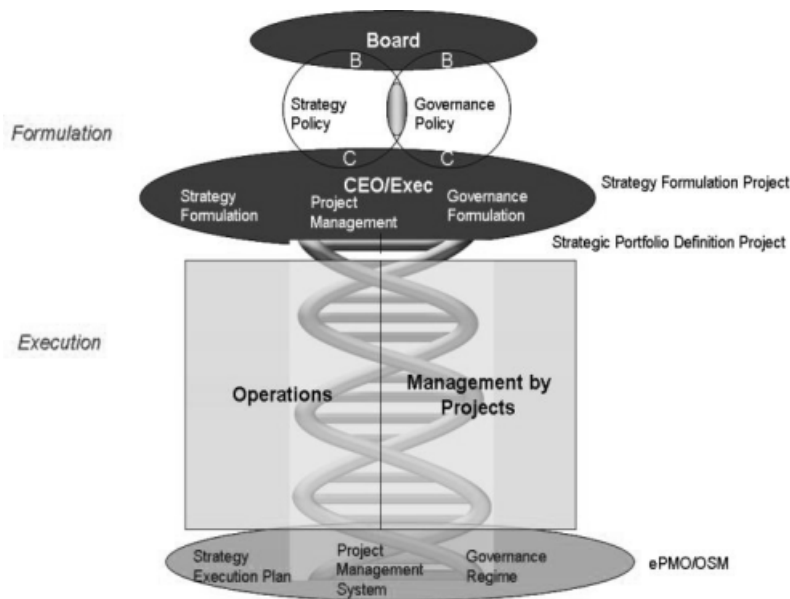 Board
B B
Strategy
Policy
Governance
Policy
Formulation
C C
CEO/Exec
Strategy
Formulation
Project
Management
Governance
Formulation
Strategy Formulation Project
Strategic Portfolio Definition Project
Execution
Operations
Management by
Projects
Strategy
Execution Plan
Project
Management
System
Governance
Regime
ePMO/OSM